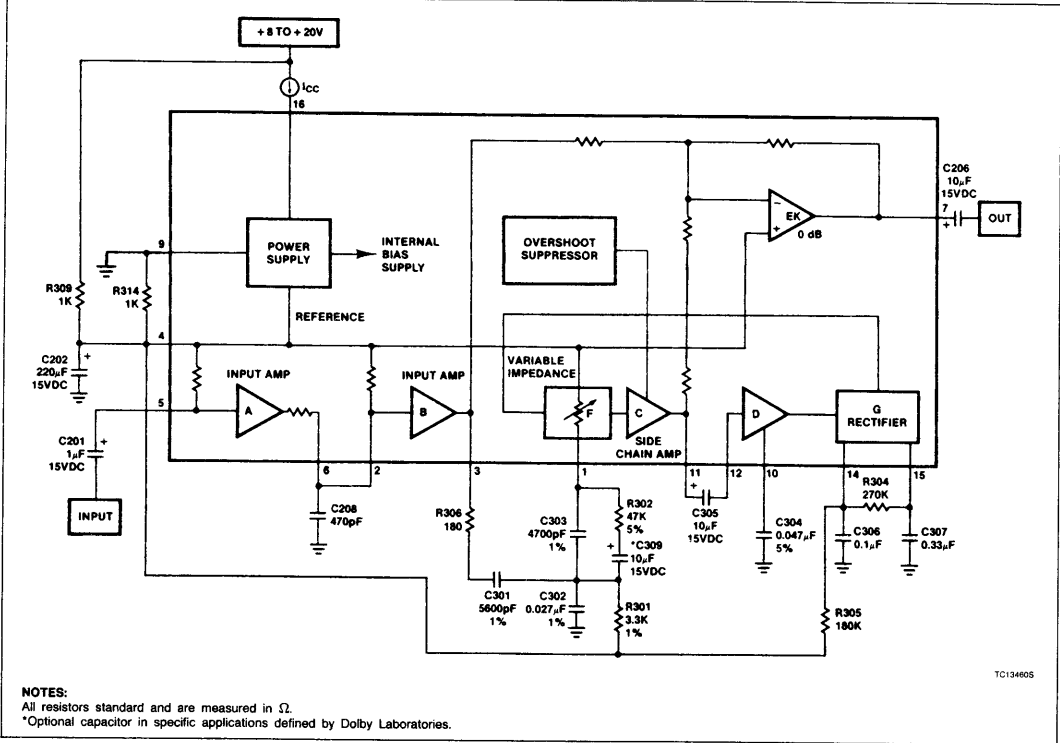 + 8 TO + 20V
ICC
16
C206
10μF
15VDC
7
+
OUT
−
EK
+
0 dB
9
POWER
SUPPLY
INTERNAL
BIAS
SUPPLY
OVERSHOOT
SUPPRESSOR
R309
1K
R314
1K
REFERENCE
4
C202
220μF
15VDC
+
VARIABLE
IMPEDANCE
INPUT AMP
A
INPUT AMP
B
F
C
SIDE
CHAIN AMP
D
G
RECTIFIER
5
C201
1μF
15VDC
+
INPUT
6
2
3
1
11
12
10
14
15
C208
470pF
R306
180
C303
4700pF
1%
R302
47K
5%
+
*C309
10μF
15VDC
+
C305
10μF
15VDC
C304
0.047μF
5%
R304
270K
C306
0.1μF
C307
0.33μF
C301
5600pF
1%
C302
0.027μF
1%
R301
3.3K
1%
R305
180K
TC13460S
NOTES:
All resistors standard and are measured in Ω.
*Optional capacitor in specific applications defined by Dolby Laboratories.